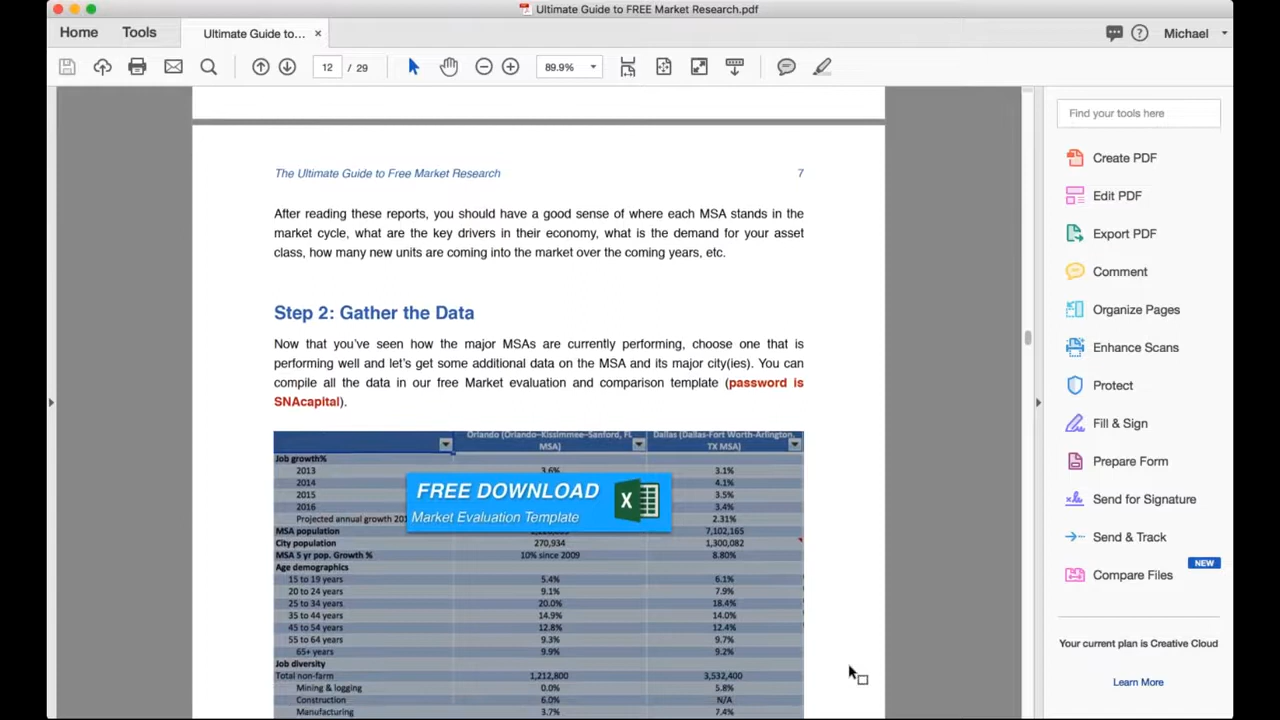 Ultimate Guide to FREE Market Research.pdf
Home Tools Ultimate Guide to... × Michael
12 / 29 89.9%
Find your tools here
Create PDF
Edit PDF
Export PDF
Comment
Organize Pages
Enhance Scans
Protect
Fill & Sign
Prepare Form
Send for Signature
Send & Track
NEW
Compare Files
Your current plan is Creative Cloud
Learn More
The Ultimate Guide to Free Market Research 7
After reading these reports, you should have a good sense of where each MSA stands in the
market cycle, what are the key drivers in their economy, what is the demand for your asset
class, how many new units are coming into the market over the coming years, etc.
Step 2: Gather the Data
Now that you've seen how the major MSAs are currently performing, choose one that is
performing well and let's get some additional data on the MSA and its major city(ies). You can
compile all the data in our free Market evaluation and comparison template (password is
SNAcapital).
Orlando (Orlando–Kissimmee–Sanford, FL Dallas (Dallas-Fort Worth-Arlington,
MSA) TX MSA)
Job growth%
2013 3.6% 3.1%
2014 4.1%
2015 3.5%
2016 3.4%
Projected annual growth 201 2.31%
FREE DOWNLOAD
Market Evaluation Template
MSA population 7,102,165
City population 270,934 1,300,082
MSA 5 yr pop. Growth % 10% since 2009 8.80%
Age demographics
15 to 19 years 5.4% 6.1%
20 to 24 years 9.1% 7.9%
25 to 34 years 20.0% 18.4%
35 to 44 years 14.9% 14.0%
45 to 54 years 12.8% 12.4%
55 to 64 years 9.3% 9.7%
65+ years 9.9% 9.2%
Job diversity
Total non-farm 1,212,800 3,532,400
Mining & logging 0.0% 5.8%
Construction 6.0% N/A
Manufacturing 3.7% 7.4%